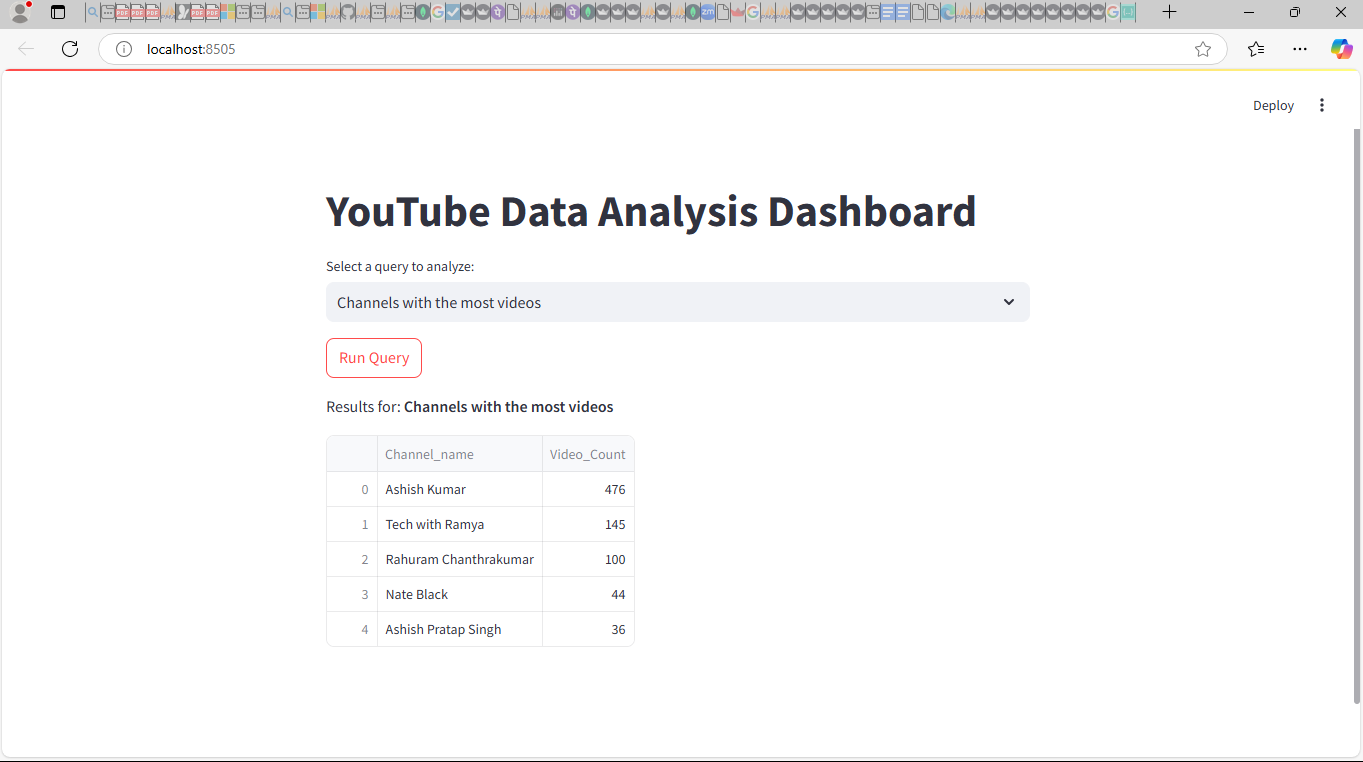 localhost:8505
Deploy
YouTube Data Analysis Dashboard
Select a query to analyze:
Channels with the most videos
Run Query
Results for: Channels with the most videos
Channel_name Video_Count
0 Ashish Kumar 476
1 Tech with Ramya 145
2 Rahuram Chanthrakumar 100
3 Nate Black 44
4 Ashish Pratap Singh 36